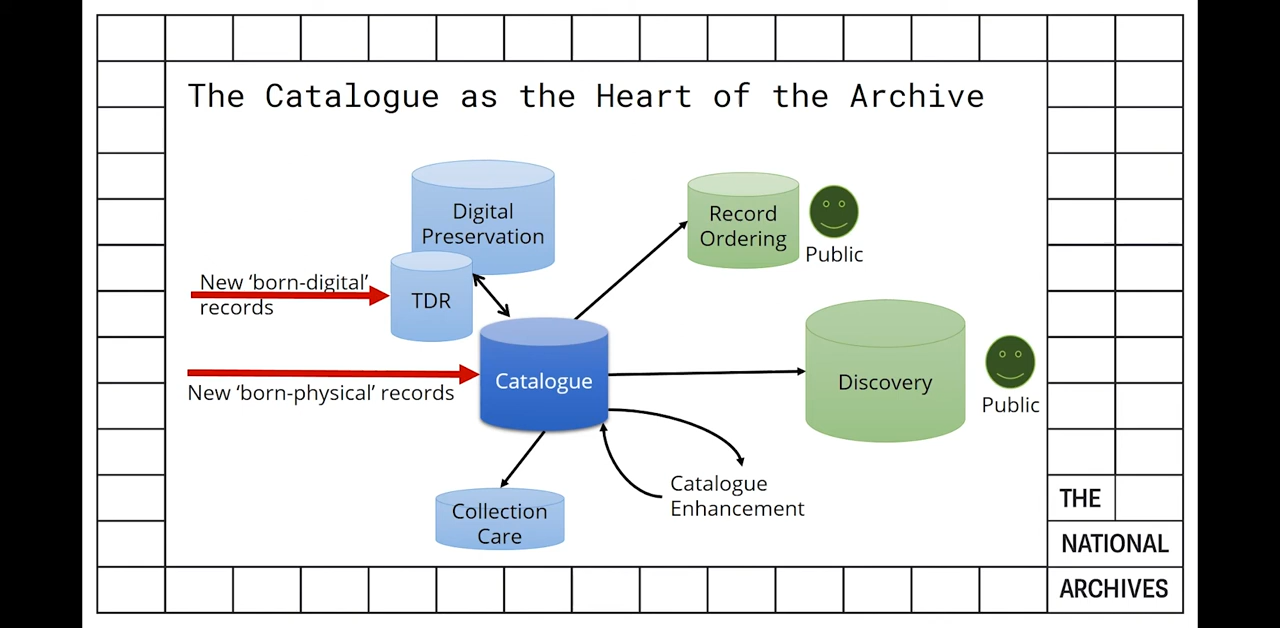 The Catalogue as the Heart of the Archive
Digital
Preservation
Record
Ordering
Public
New ‘born-digital’
records
TDR
Catalogue
New ‘born-physical’ records
Discovery
Public
Catalogue
Enhancement
Collection
Care
THE
NATIONAL
ARCHIVES